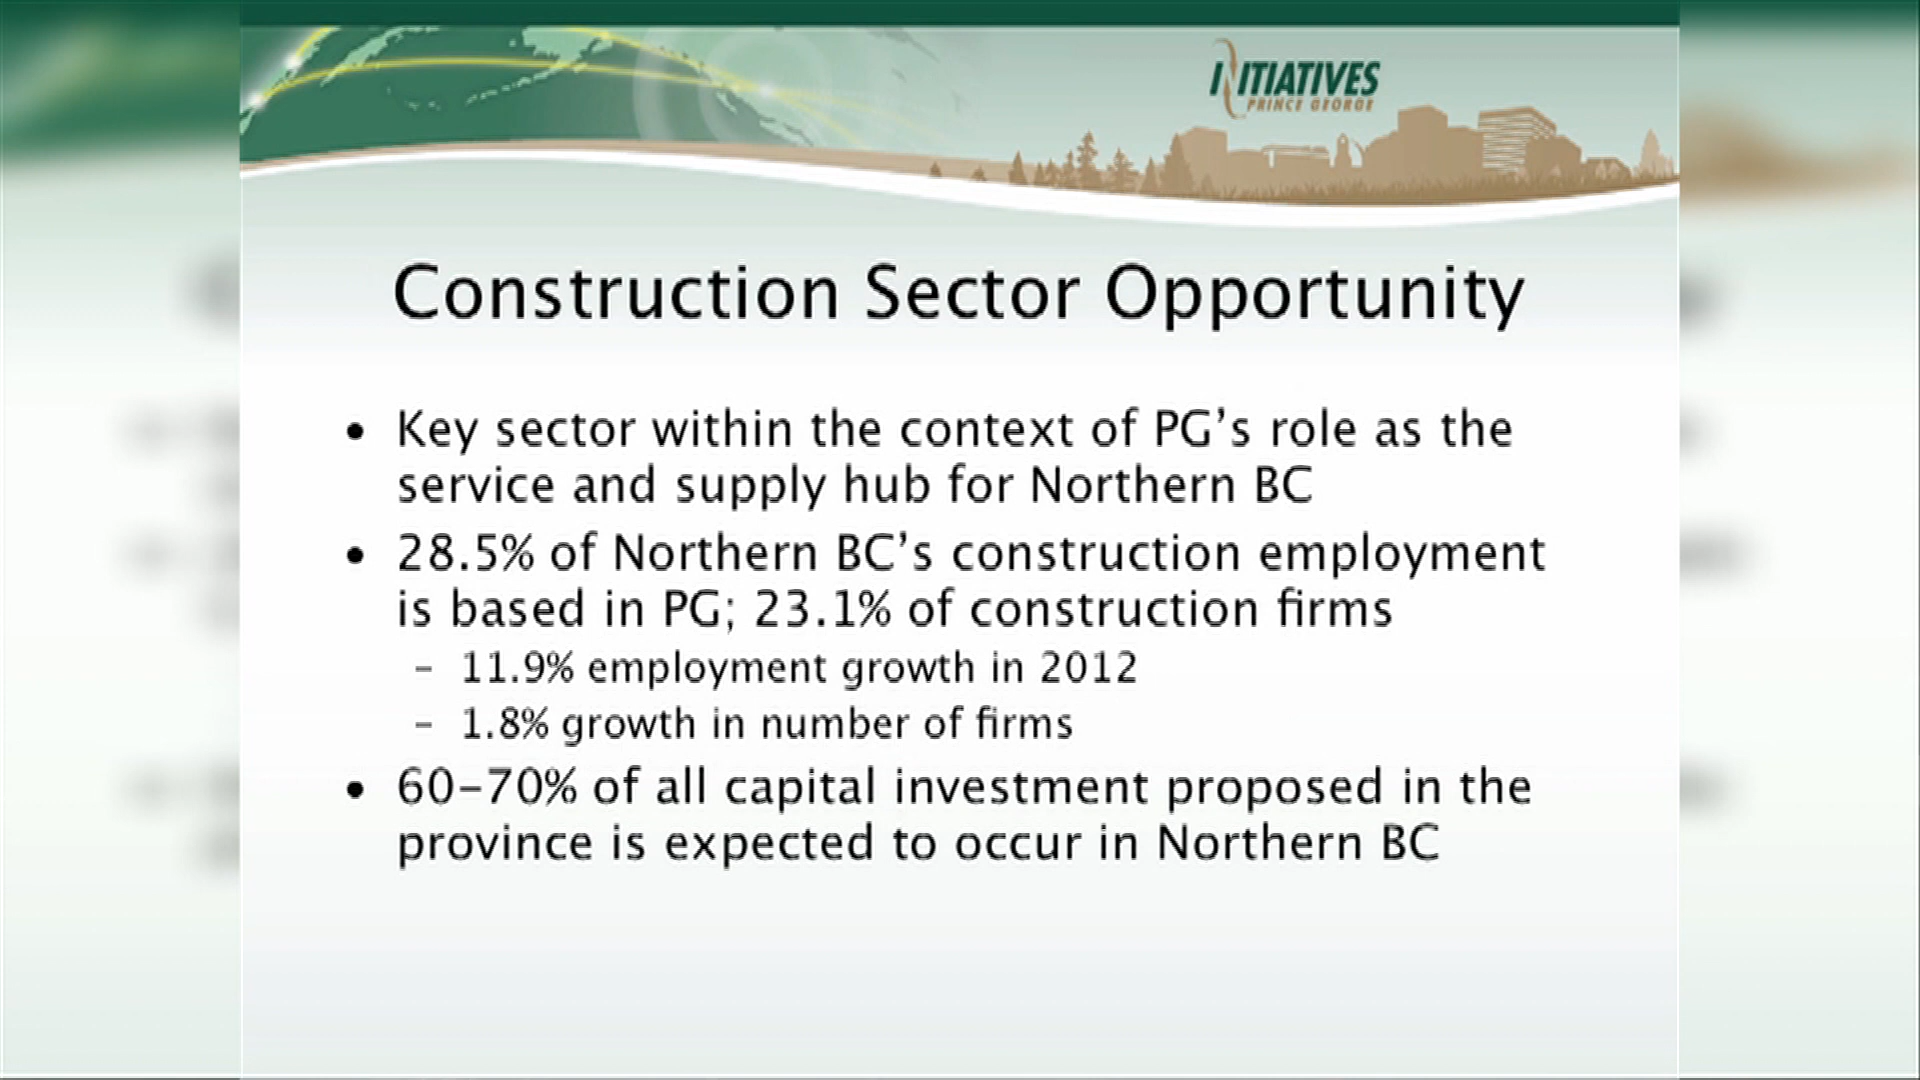 INITIATIVES
PRINCE GEORGE
Construction Sector Opportunity
• Key sector within the context of PG’s role as the
service and supply hub for Northern BC
• 28.5% of Northern BC’s construction employment
is based in PG; 23.1% of construction firms
– 11.9% employment growth in 2012
– 1.8% growth in number of firms
• 60–70% of all capital investment proposed in the
province is expected to occur in Northern BC